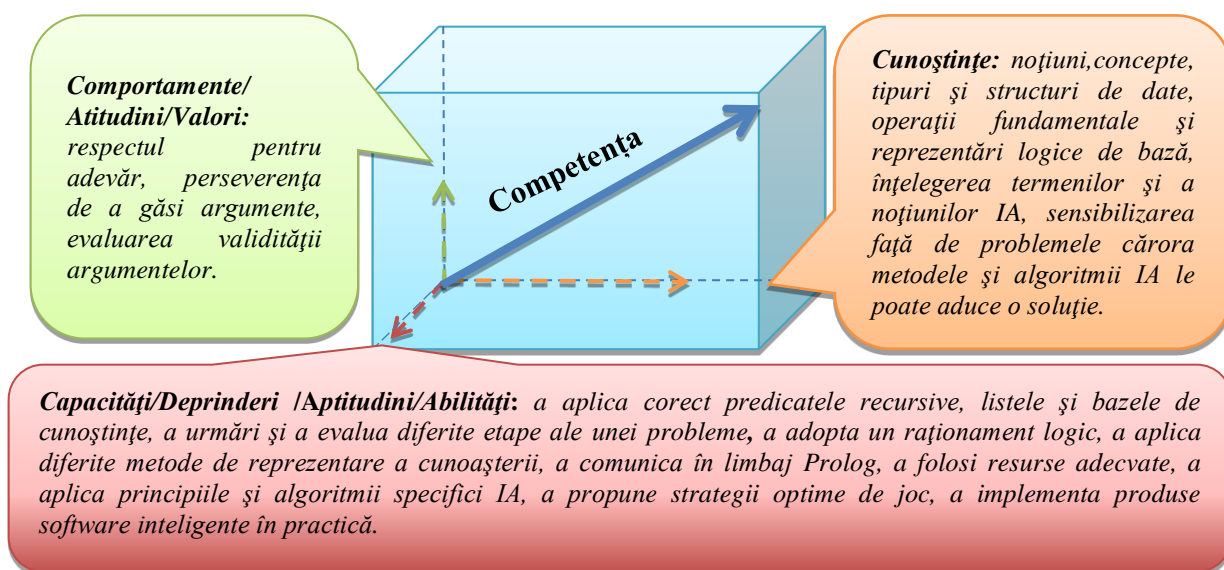 Comportamente/
Atitudini/Valori:
respectul pentru
adevăr, perseverenţa
de a găsi argumente,
evaluarea validităţii
argumentelor.
Competența
Cunoştinţe: noţiuni,concepte,
tipuri şi structuri de date,
operaţii fundamentale şi
reprezentări logice de bază,
înţelegerea termenilor şi a
noţiunilor IA, sensibilizarea
faţă de problemele cărora
metodele şi algoritmii IA le
poate aduce o soluţie.
Capacităţi/Deprinderi /Aptitudini/Abilităţi: a aplica corect predicatele recursive, listele şi bazele de
cunoştinţe, a urmări şi a evalua diferite etape ale unei probleme, a adopta un raţionament logic, a aplica
diferite metode de reprezentare a cunoaşterii, a comunica în limbaj Prolog, a folosi resurse adecvate, a
aplica principiile şi algoritmii specifici IA, a propune strategii optime de joc, a implementa produse
software inteligente în practică.